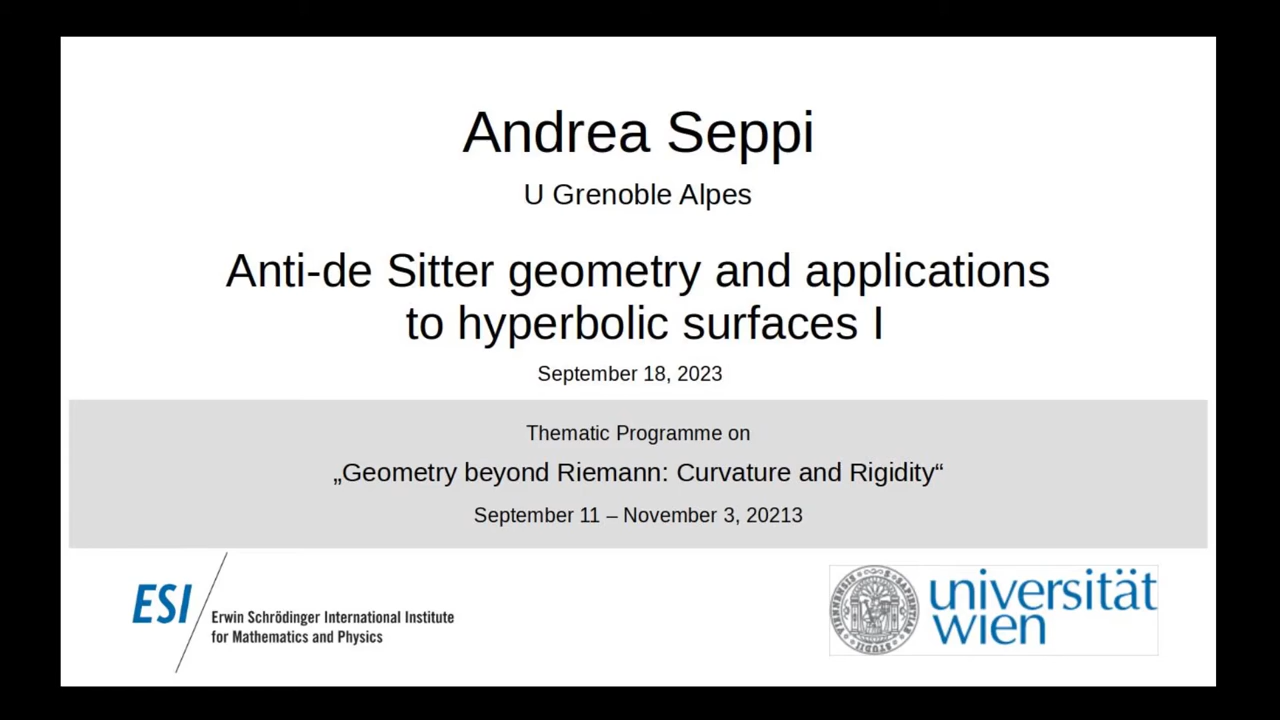 Andrea Seppi
U Grenoble Alpes
Anti-de Sitter geometry and applications
to hyperbolic surfaces I
September 18, 2023
Thematic Programme on
„Geometry beyond Riemann: Curvature and Rigidity“
September 11 – November 3, 20213
ESI
Erwin Schrödinger International Institute
for Mathematics and Physics
universität
wien